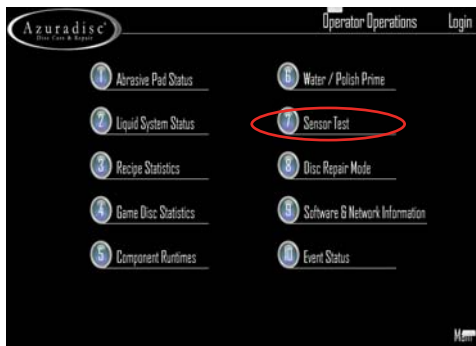 Azuradisc
Disc Care & Repair
Operator Operations
Login
1 Abrasive Pad Status
2 Liquid System Status
3 Recipe Statistics
4 Game Disc Statistics
5 Component Runtimes
6 Water / Polish Prime
7 Sensor Test
8 Disc Repair Mode
9 Software & Network Information
10 Event Status